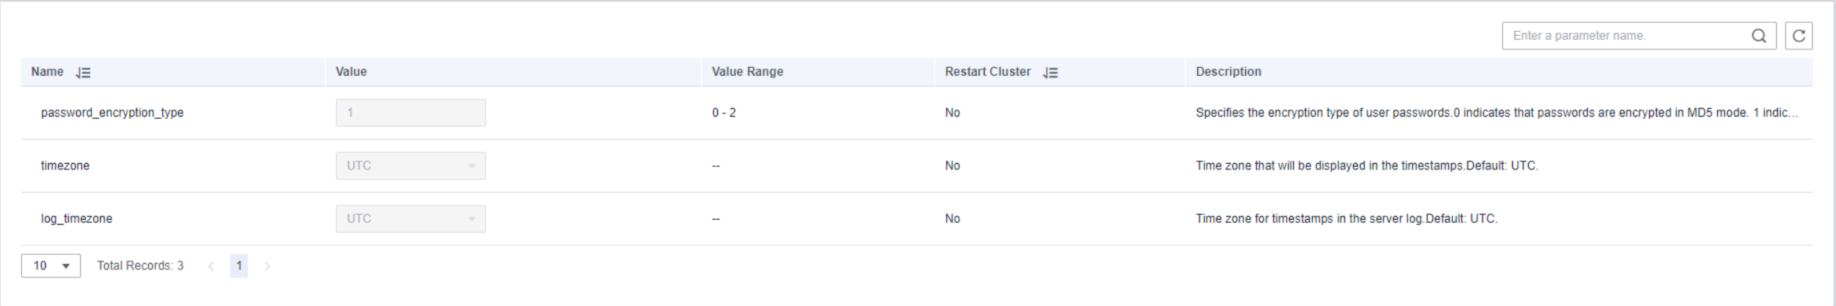 Enter a parameter name.
Name Value Value Range Restart Cluster Description
password_encryption_type 1 0 - 2 No Specifies the encryption type of user passwords.0 indicates that passwords are encrypted in MD5 mode. 1 indic...
timezone UTC -- No Time zone that will be displayed in the timestamps.Default: UTC.
log_timezone UTC -- No Time zone for timestamps in the server log.Default: UTC.
10 Total Records: 3 < 1 >